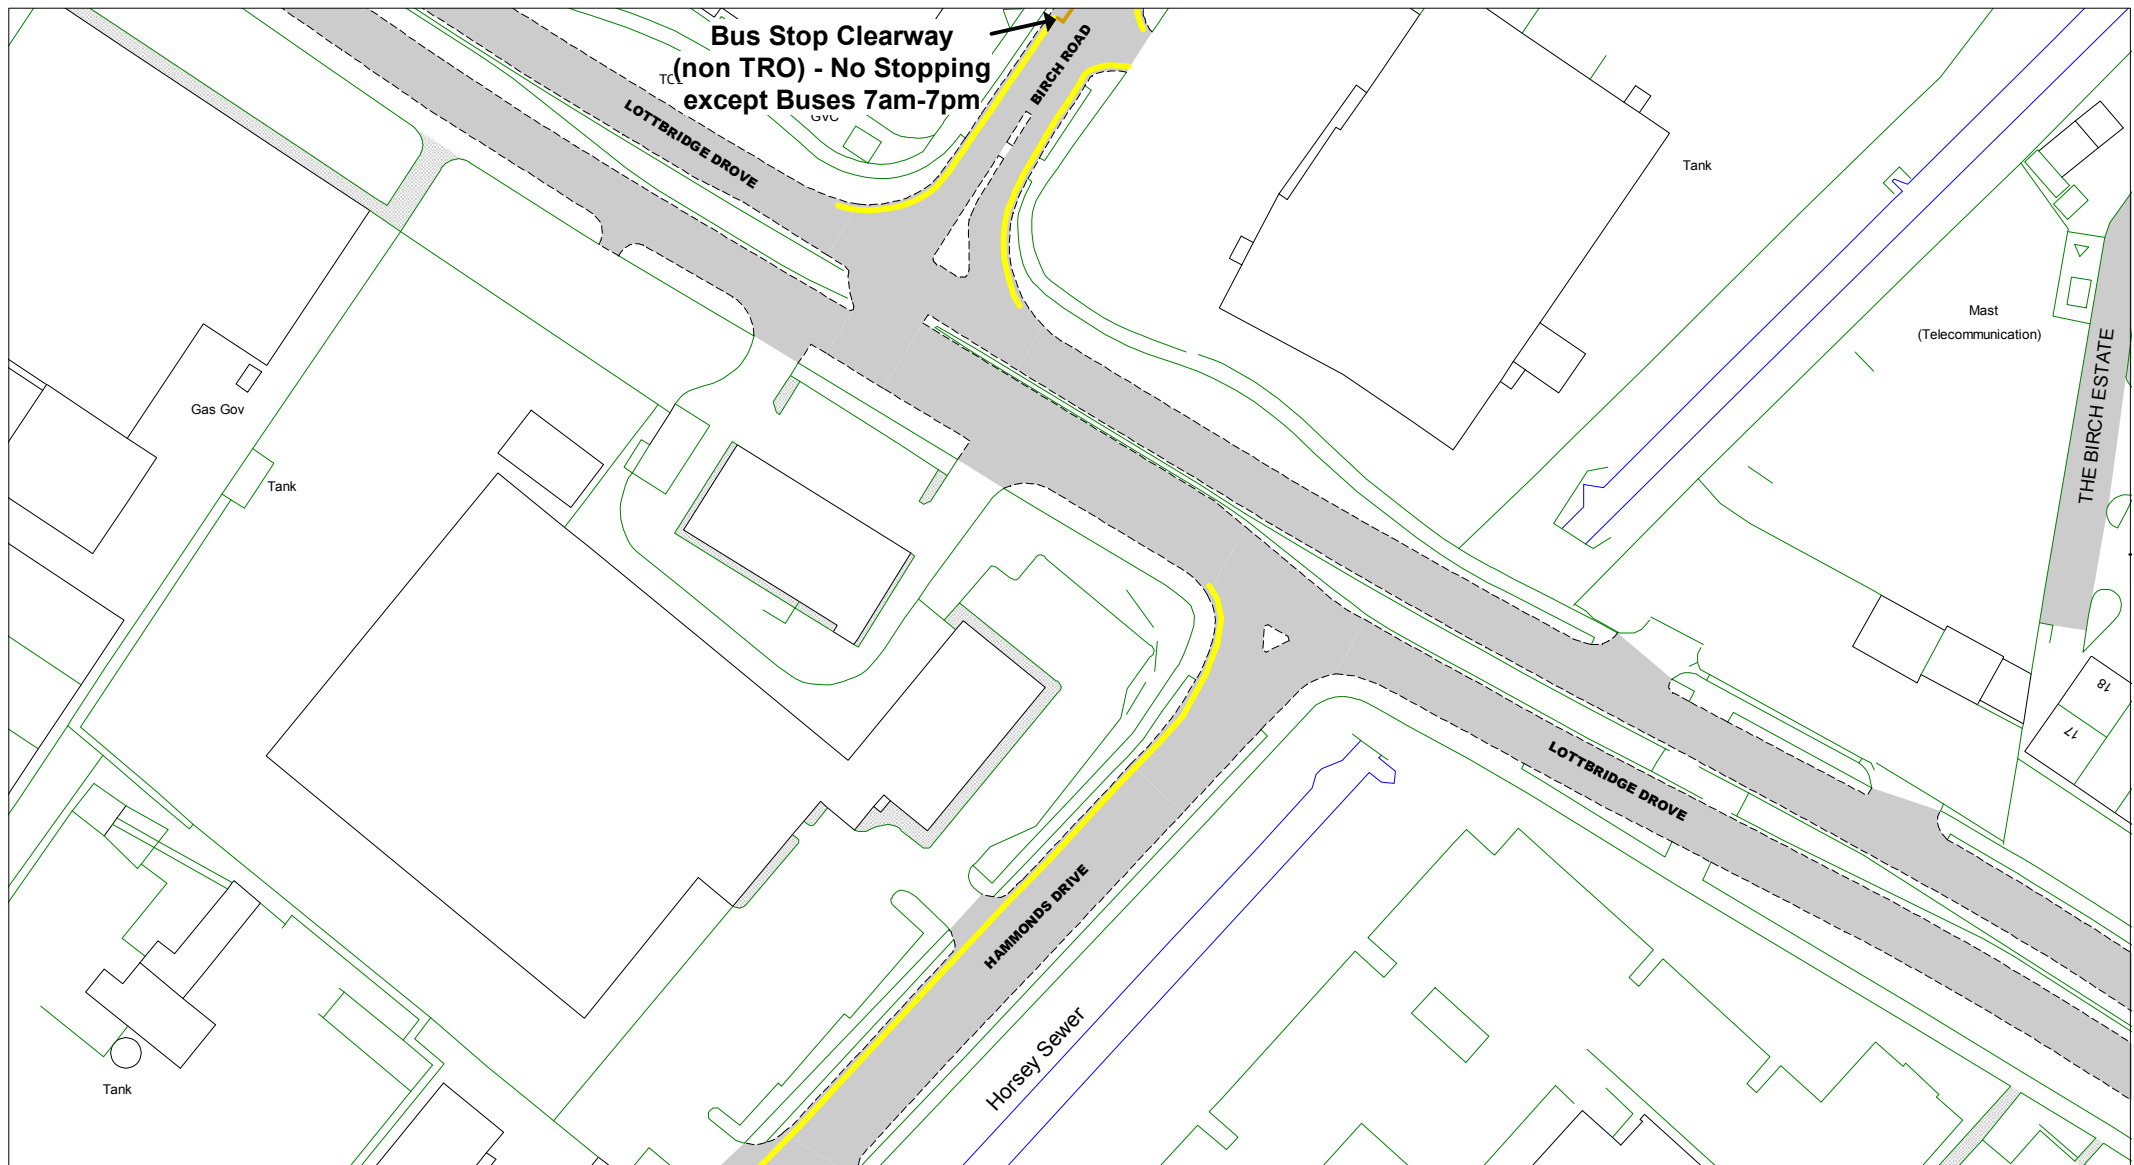 Bus Stop Clearway
(non TRO) - No Stopping
except Buses 7am-7pm
BIRCH ROAD
LOTTBRIDGE DROVE
GVC
Tank
Mast
(Telecommunication)
THE BIRCH ESTATE
Gas Gov
Tank
18
17
LOTTBRIDGE DROVE
HAMMONDS DRIVE
Horsey Sewer
Tank